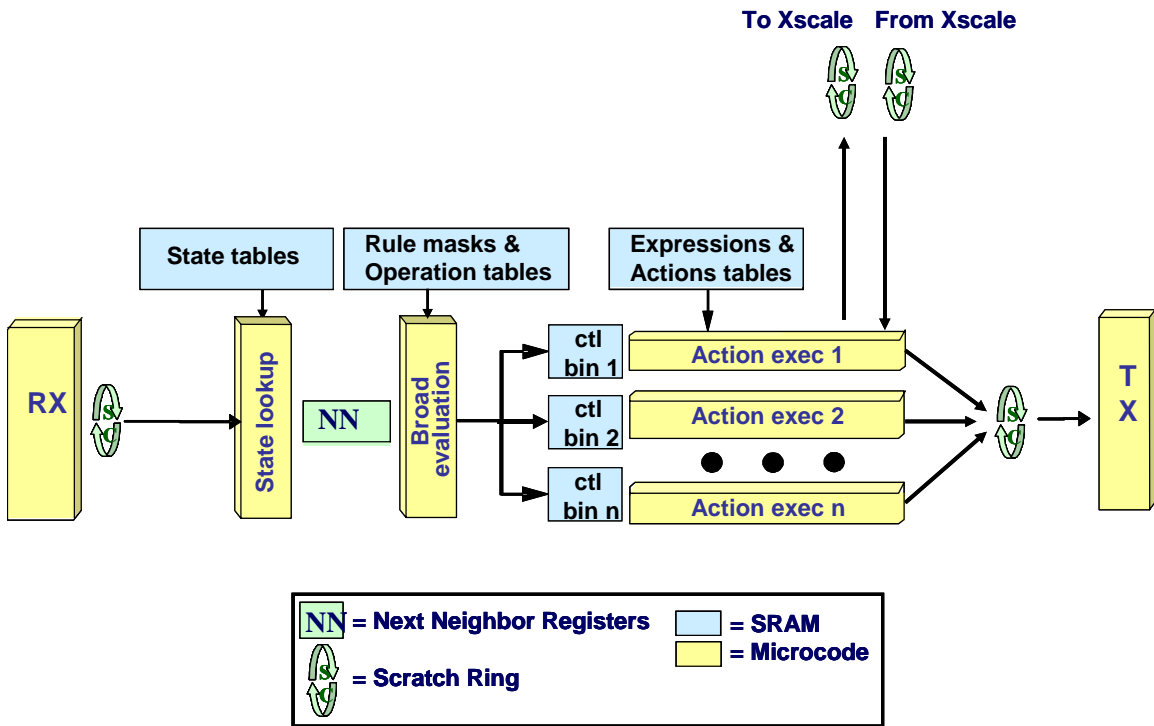 To Xscale From Xscale
S
C
S
C
State tables
Rule masks &
Operation tables
Expressions &
Actions tables
RX
S
C
State lookup
NN
Broad
evaluation
ctl
bin 1
Action exec 1
ctl
bin 2
Action exec 2
ctl
bin n
Action exec n
S
C
T
X
NN = Next Neighbor Registers
S
C
= Scratch Ring
= SRAM
= Microcode